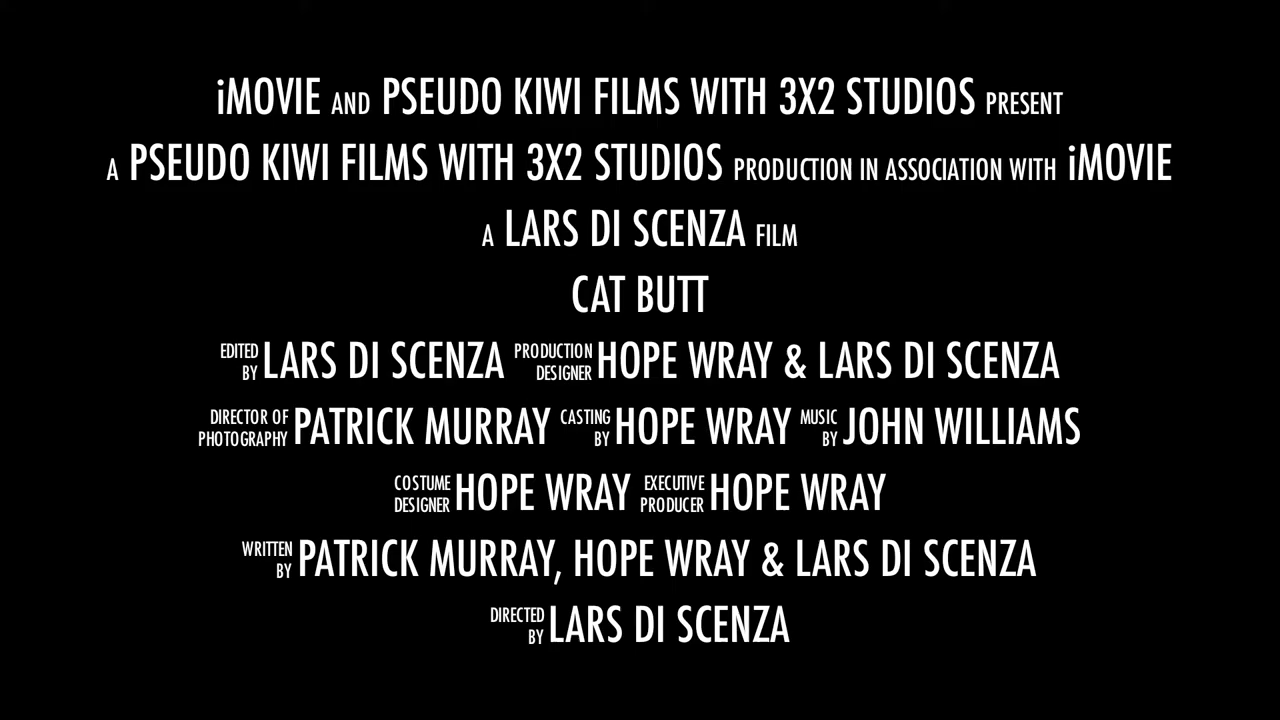 iMOVIE AND PSEUDO KIWI FILMS WITH 3X2 STUDIOS PRESENT
A PSEUDO KIWI FILMS WITH 3X2 STUDIOS PRODUCTION IN ASSOCIATION WITH iMOVIE
A LARS DI SCENZA FILM
CAT BUTT
EDITED BY LARS DI SCENZA PRODUCTION DESIGNER HOPE WRAY & LARS DI SCENZA
DIRECTOR OF PHOTOGRAPHY PATRICK MURRAY CASTING BY HOPE WRAY MUSIC BY JOHN WILLIAMS
COSTUME DESIGNER HOPE WRAY EXECUTIVE PRODUCER HOPE WRAY
WRITTEN BY PATRICK MURRAY, HOPE WRAY & LARS DI SCENZA
DIRECTED BY LARS DI SCENZA